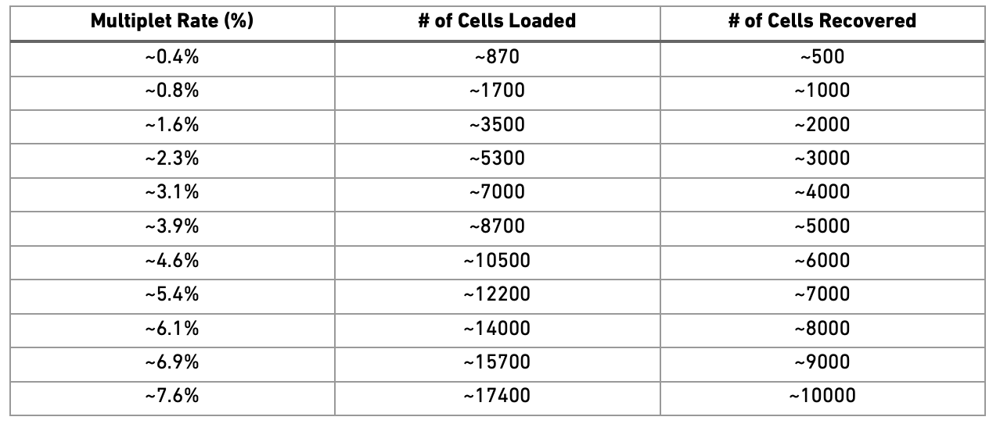 Multiplet Rate (%) # of Cells Loaded # of Cells Recovered
~0.4% ~870 ~500
~0.8% ~1700 ~1000
~1.6% ~3500 ~2000
~2.3% ~5300 ~3000
~3.1% ~7000 ~4000
~3.9% ~8700 ~5000
~4.6% ~10500 ~6000
~5.4% ~12200 ~7000
~6.1% ~14000 ~8000
~6.9% ~15700 ~9000
~7.6% ~17400 ~10000